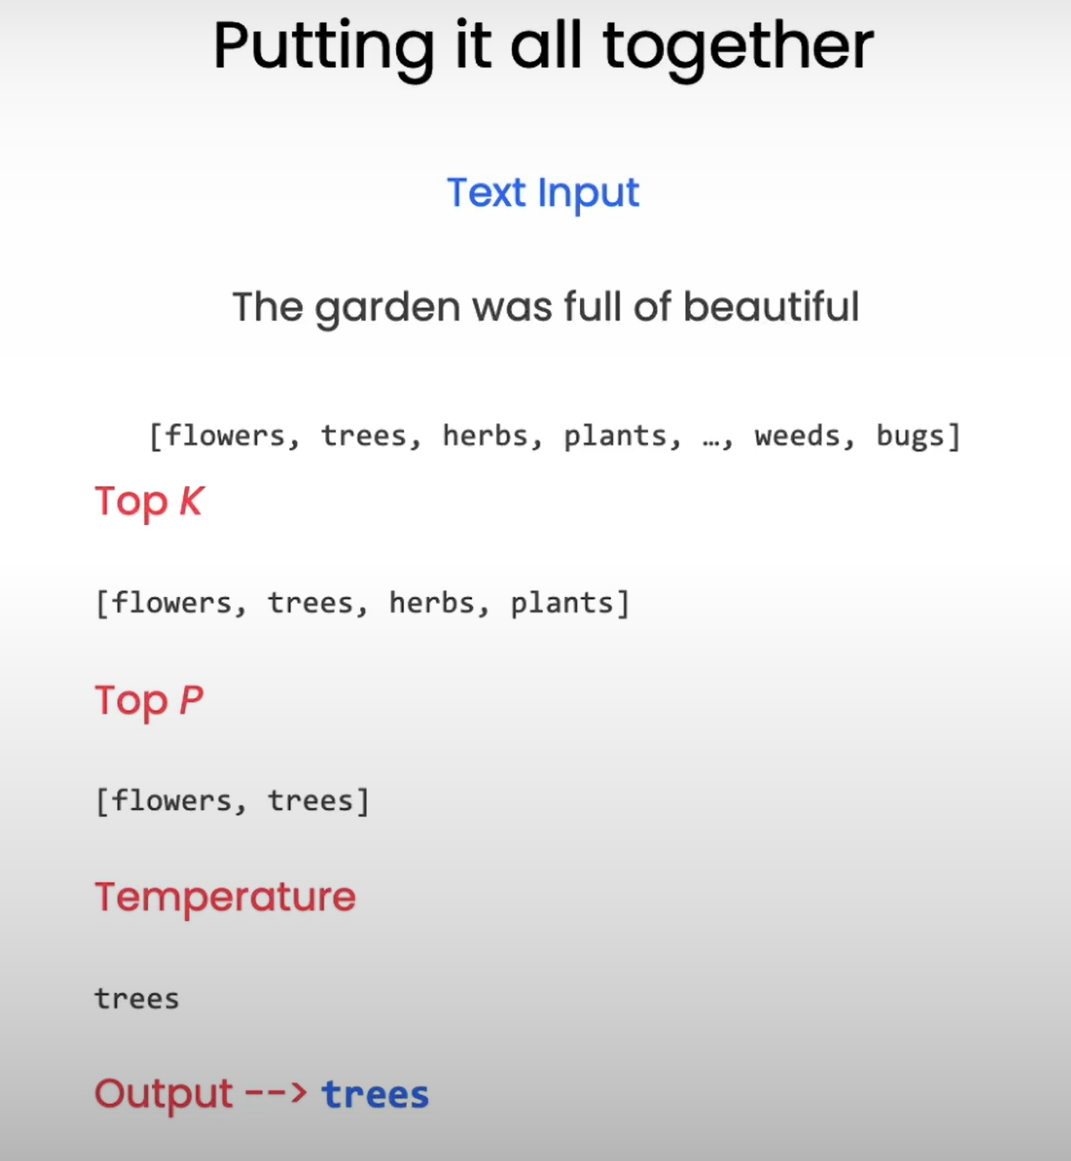 Putting it all together
Text Input
The garden was full of beautiful
[flowers, trees, herbs, plants, …, weeds, bugs]
Top K
[flowers, trees, herbs, plants]
Top P
[flowers, trees]
Temperature
trees
Output --> trees